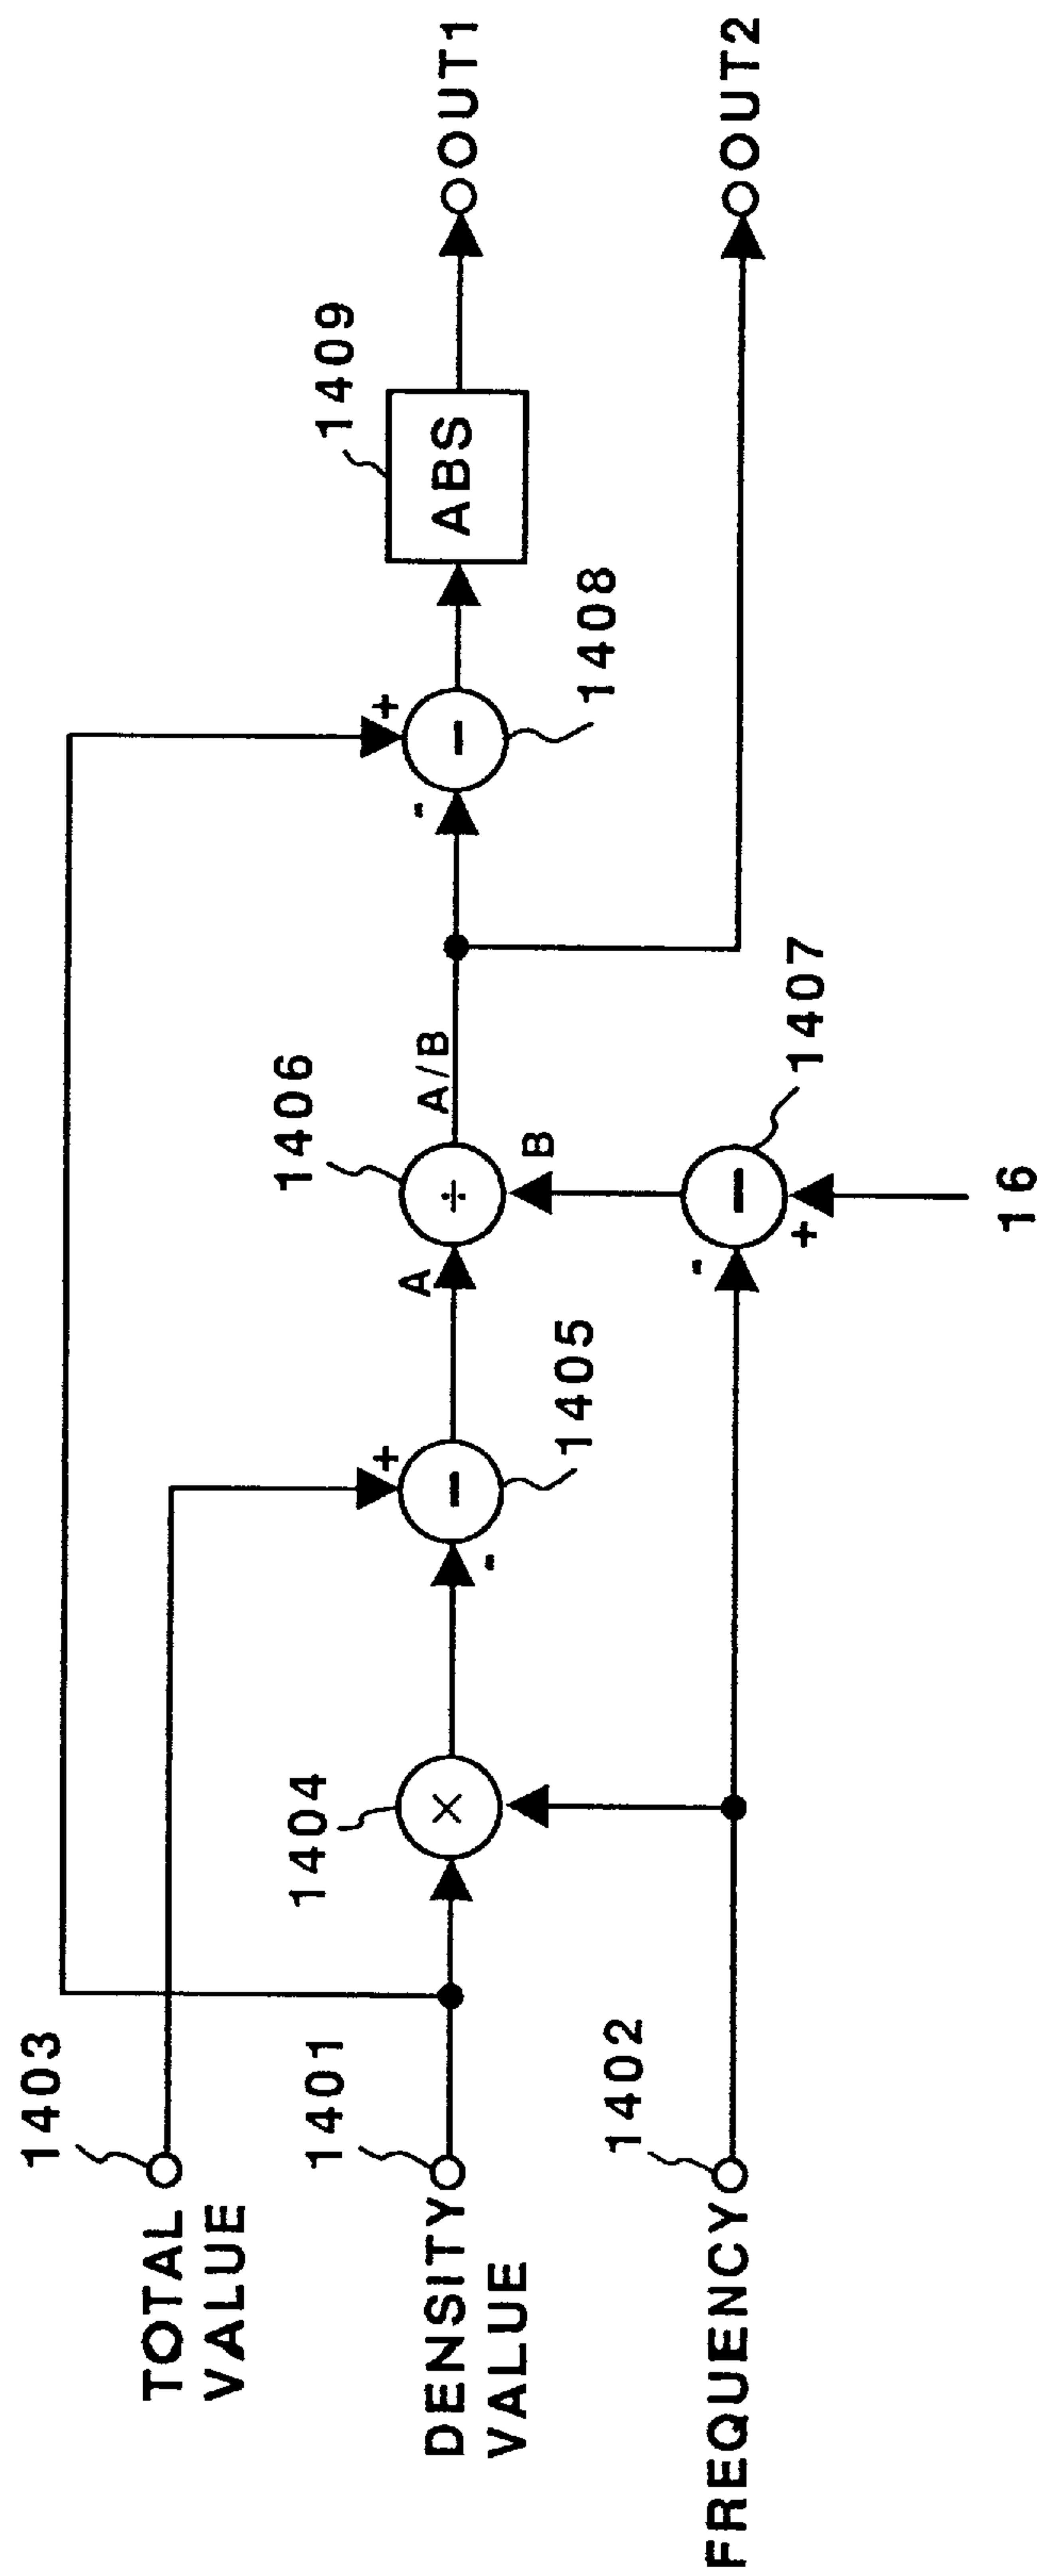 1403
TOTAL
VALUE
1401
DENSITY
VALUE
1402
FREQUENCY
1404
×
+
-
-
1405
A
÷
1406
A/B
B
-
+
-
1407
16
+
-
-
1408
ABS
1409
OUT1
OUT2